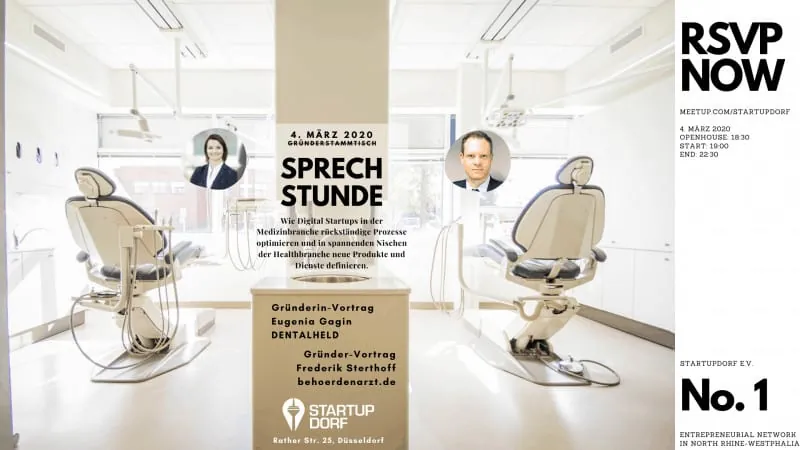 4. MÄRZ 2020
GRÜNDERSTAMMTISCH
SPRECH
STUNDE
Wie Digital Startups in der
Medizinbranche rückständige Prozesse
optimieren und in spannenden Nischen
der Healthbranche neue Produkte und
Dienste definieren.
Gründerin-Vortrag
Eugenia Gagin
DENTALHELD
Gründer-Vortrag
Frederik Sterthoff
behoerdenarzt.de
STARTUP
DORF
Rather Str. 25, Düsseldorf
RSVP
NOW
MEETUP.COM/STARTUPDORF
4. MÄRZ 2020
OPENHOUSE: 18:30
START: 19:00
END: 22:30
STARTUPDORF E.V.
No. 1
ENTREPRENEURIAL NETWORK
IN NORTH RHINE-WESTPHALIA